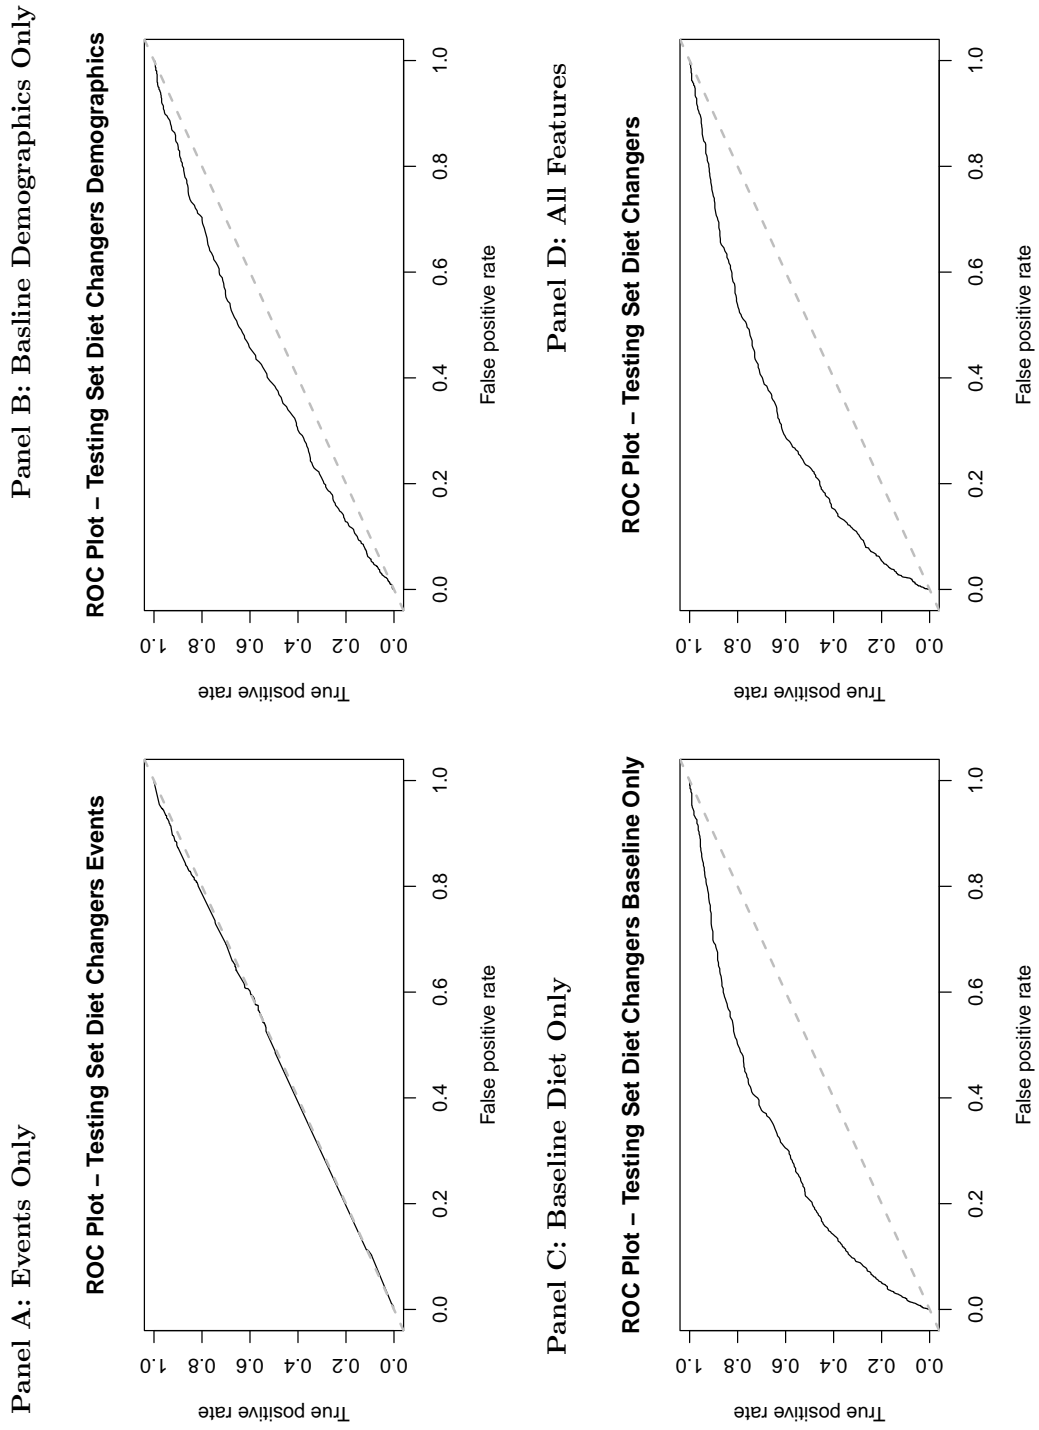 Panel A: Events Only
ROC Plot – Testing Set Diet Changers Events
True positive rate
1.0
0.8
0.6
0.4
0.2
0.0
0.0 0.2 0.4 0.6 0.8 1.0
False positive rate
Panel B: Basline Demographics Only
ROC Plot – Testing Set Diet Changers Demographics
True positive rate
1.0
0.8
0.6
0.4
0.2
0.0
0.0 0.2 0.4 0.6 0.8 1.0
False positive rate
Panel C: Baseline Diet Only
ROC Plot – Testing Set Diet Changers Baseline Only
True positive rate
1.0
0.8
0.6
0.4
0.2
0.0
0.0 0.2 0.4 0.6 0.8 1.0
False positive rate
Panel D: All Features
ROC Plot – Testing Set Diet Changers
True positive rate
1.0
0.8
0.6
0.4
0.2
0.0
0.0 0.2 0.4 0.6 0.8 1.0
False positive rate